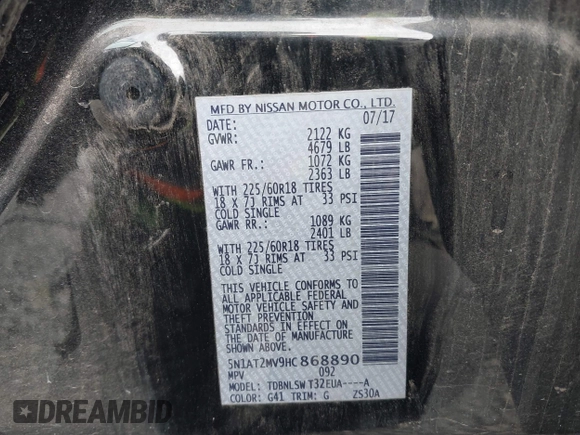 MFD BY NISSAN MOTOR CO., LTD.
DATE: 07/17
GVWR: 2122 KG
4679 LB
GAWR FR.: 1072 KG
2363 LB
WITH 225/60R18 TIRES
18 X 7J RIMS AT 33 PSI
COLD SINGLE
GAWR RR.: 1089 KG
2401 LB
WITH 225/60R18 TIRES
18 X 7J RIMS AT 33 PSI
COLD SINGLE
THIS VEHICLE CONFORMS TO
ALL APPLICABLE FEDERAL
MOTOR VEHICLE SAFETY AND
THEFT PREVENTION
STANDARDS IN EFFECT ON
THE DATE OF MANUFACTURE
SHOWN ABOVE.
5N1AT2MV9HC868890
MPV 092
MODEL: TDBNLSW T32EUA----A
COLOR: G41 TRIM: G ZS30A
DREAMBID